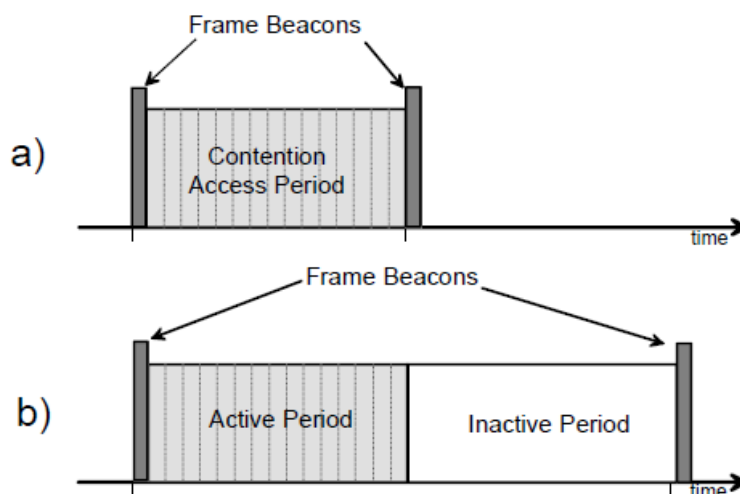 Frame Beacons
a)
Contention
Access Period
time
Frame Beacons
b)
Active Period
Inactive Period
time